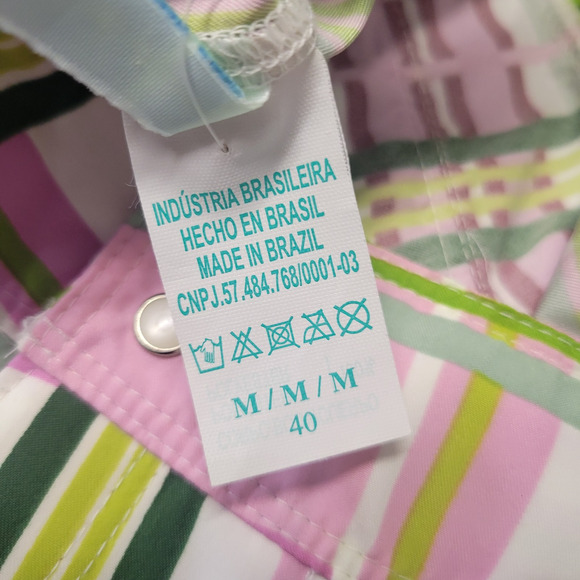 INDÚSTRIA BRASILEIRA
HECHO EN BRASIL
MADE IN BRAZIL
CNPJ.57.484.768/0001-03
M / M / M
40